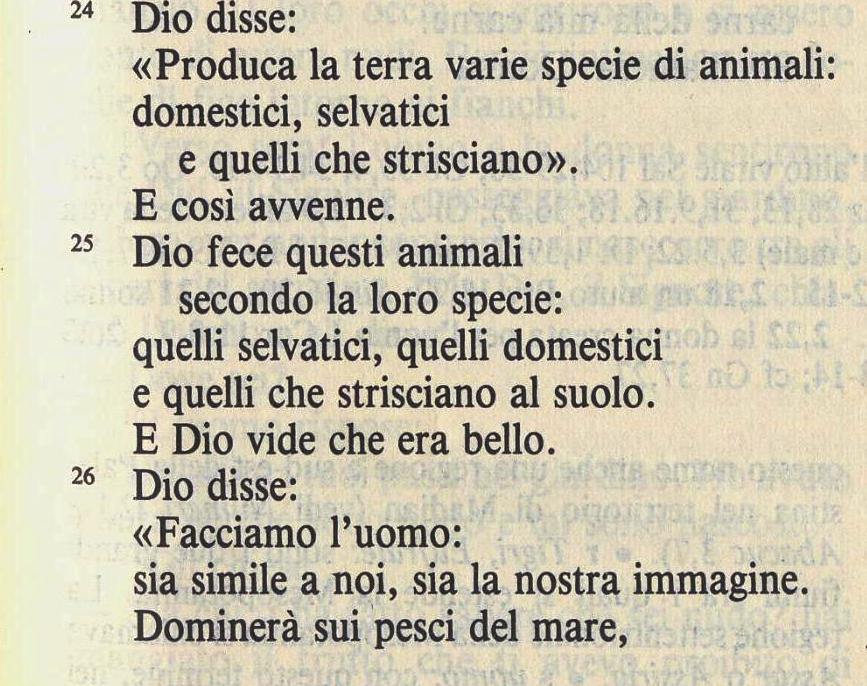 24 Dio disse:
«Produca la terra varie specie di animali:
domestici, selvatici
e quelli che strisciano».
E così avvenne.
25 Dio fece questi animali
secondo la loro specie:
quelli selvatici, quelli domestici
e quelli che strisciano al suolo.
E Dio vide che era bello.
26 Dio disse:
«Facciamo l'uomo:
sia simile a noi, sia la nostra immagine.
Dominerà sui pesci del mare,